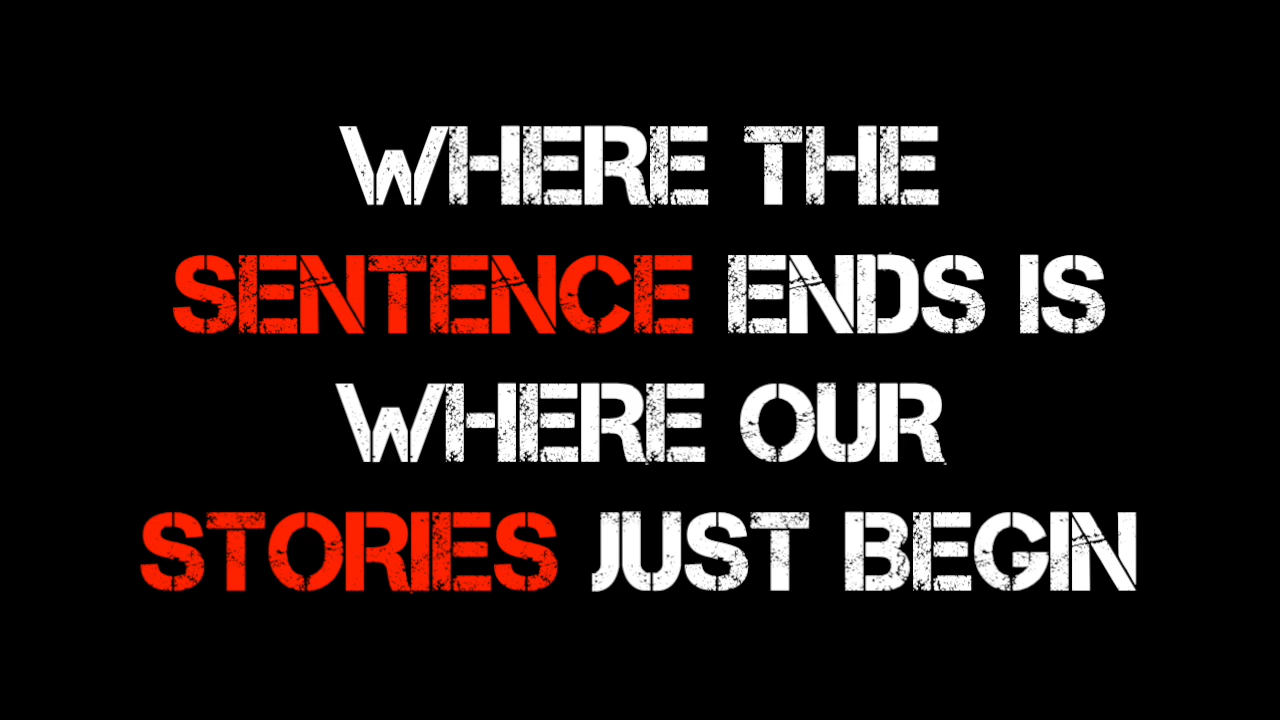 WHERE THE
SENTENCE ENDS IS
WHERE OUR
STORIES JUST BEGIN